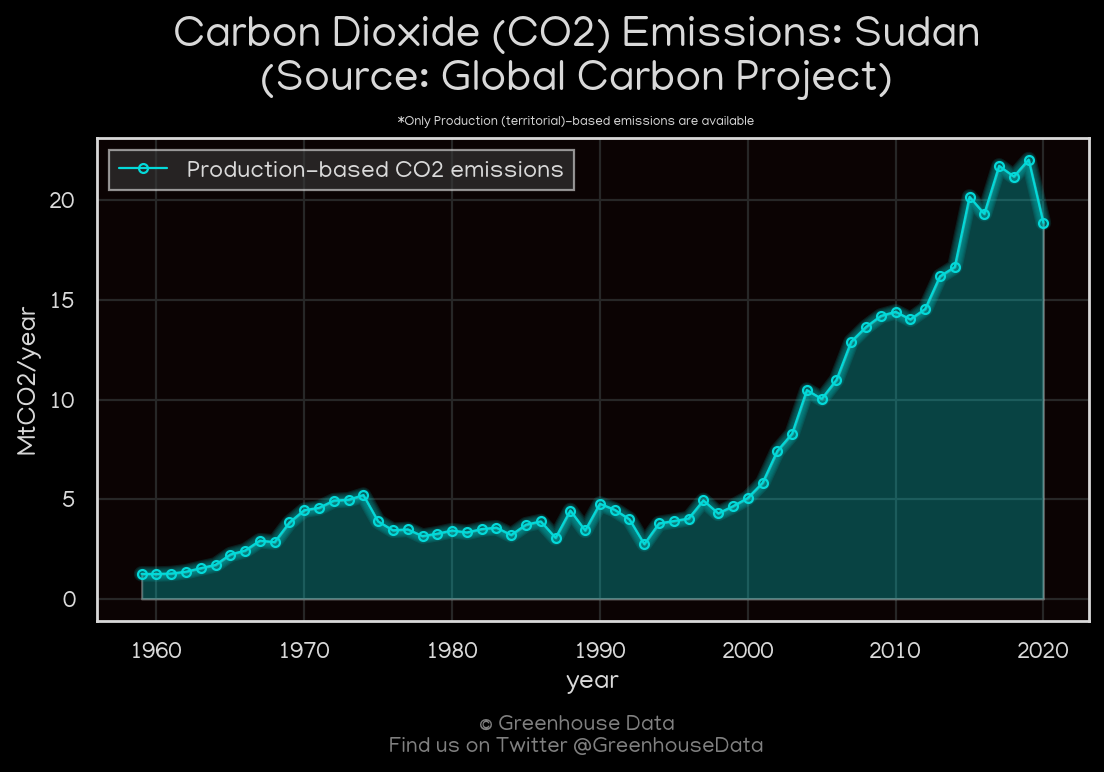 Carbon Dioxide (CO2) Emissions: Sudan
(Source: Global Carbon Project)
*Only Production (territorial)-based emissions are available
Production-based CO2 emissions
20
15
10
5
0
MtCO2/year
1960 1970 1980 1990 2000 2010 2020
year
© Greenhouse Data
Find us on Twitter @GreenhouseData